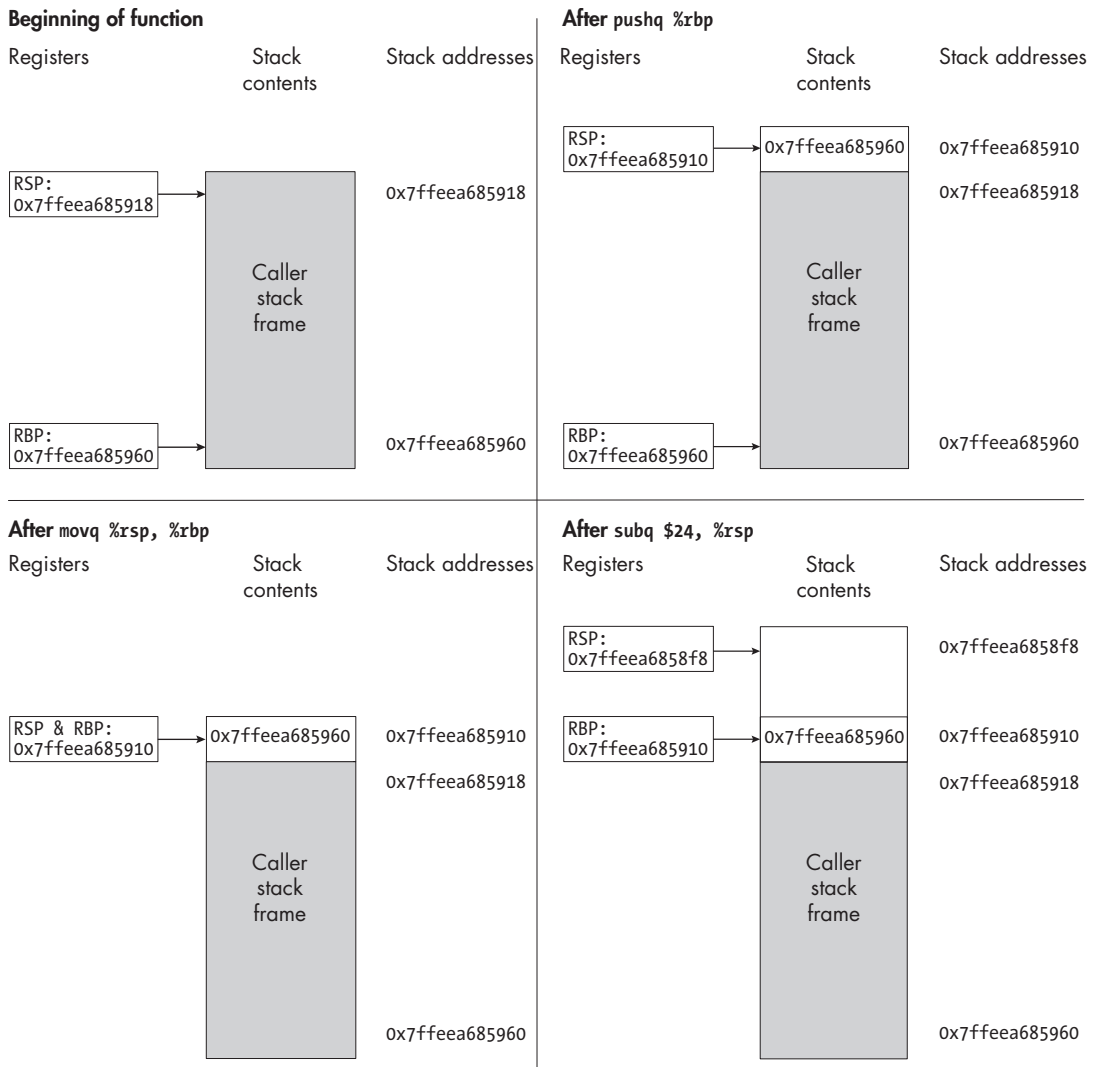 Beginning of function
Registers
Stack
contents
Stack addresses
RSP:
0x7ffeea685918
0x7ffeea685918
Caller
stack
frame
RBP:
0x7ffeea685960
0x7ffeea685960
After pushq %rbp
Registers
Stack
contents
Stack addresses
RSP:
0x7ffeea685910
0x7ffeea685960
0x7ffeea685910
0x7ffeea685918
Caller
stack
frame
RBP:
0x7ffeea685960
0x7ffeea685960
After movq %rsp, %rbp
Registers
Stack
contents
Stack addresses
RSP & RBP:
0x7ffeea685910
0x7ffeea685960
0x7ffeea685910
0x7ffeea685918
Caller
stack
frame
0x7ffeea685960
After subq $24, %rsp
Registers
Stack
contents
Stack addresses
RSP:
0x7ffeea6858f8
0x7ffeea6858f8
RBP:
0x7ffeea685910
0x7ffeea685960
0x7ffeea685910
0x7ffeea685918
Caller
stack
frame
0x7ffeea685960